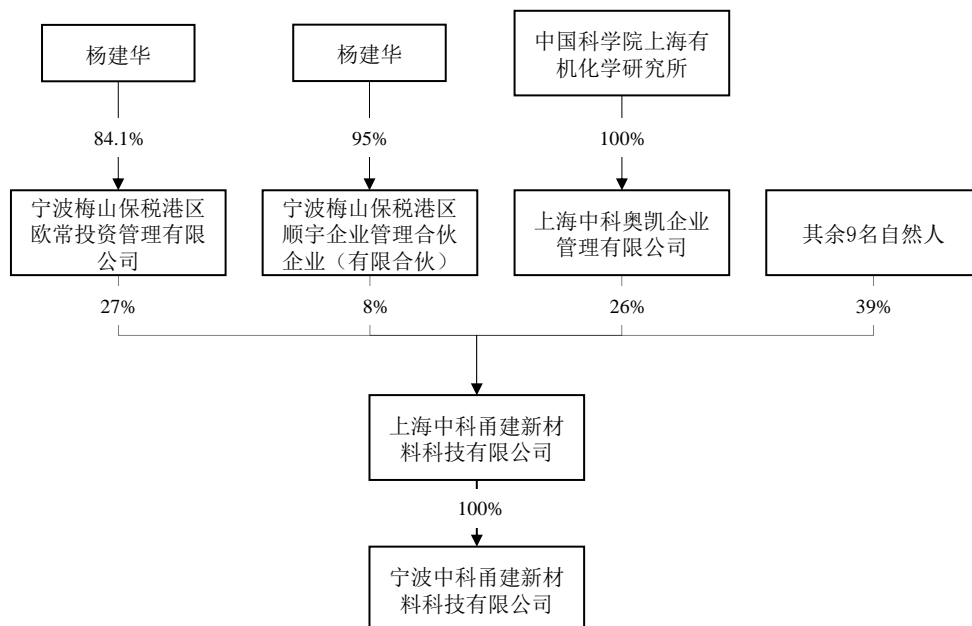 杨建华
杨建华
中国科学院上海有
机化学研究所
84.1%
95%
100%
宁波梅山保税港区
欧常投资管理有限
公司
宁波梅山保税港区
顺宇企业管理合伙
企业（有限合伙）
上海中科奥凯企业
管理有限公司
其余9名自然人
27%
8%
26%
39%
上海中科甬建新材
料科技有限公司
100%
宁波中科甬建新材
料科技有限公司